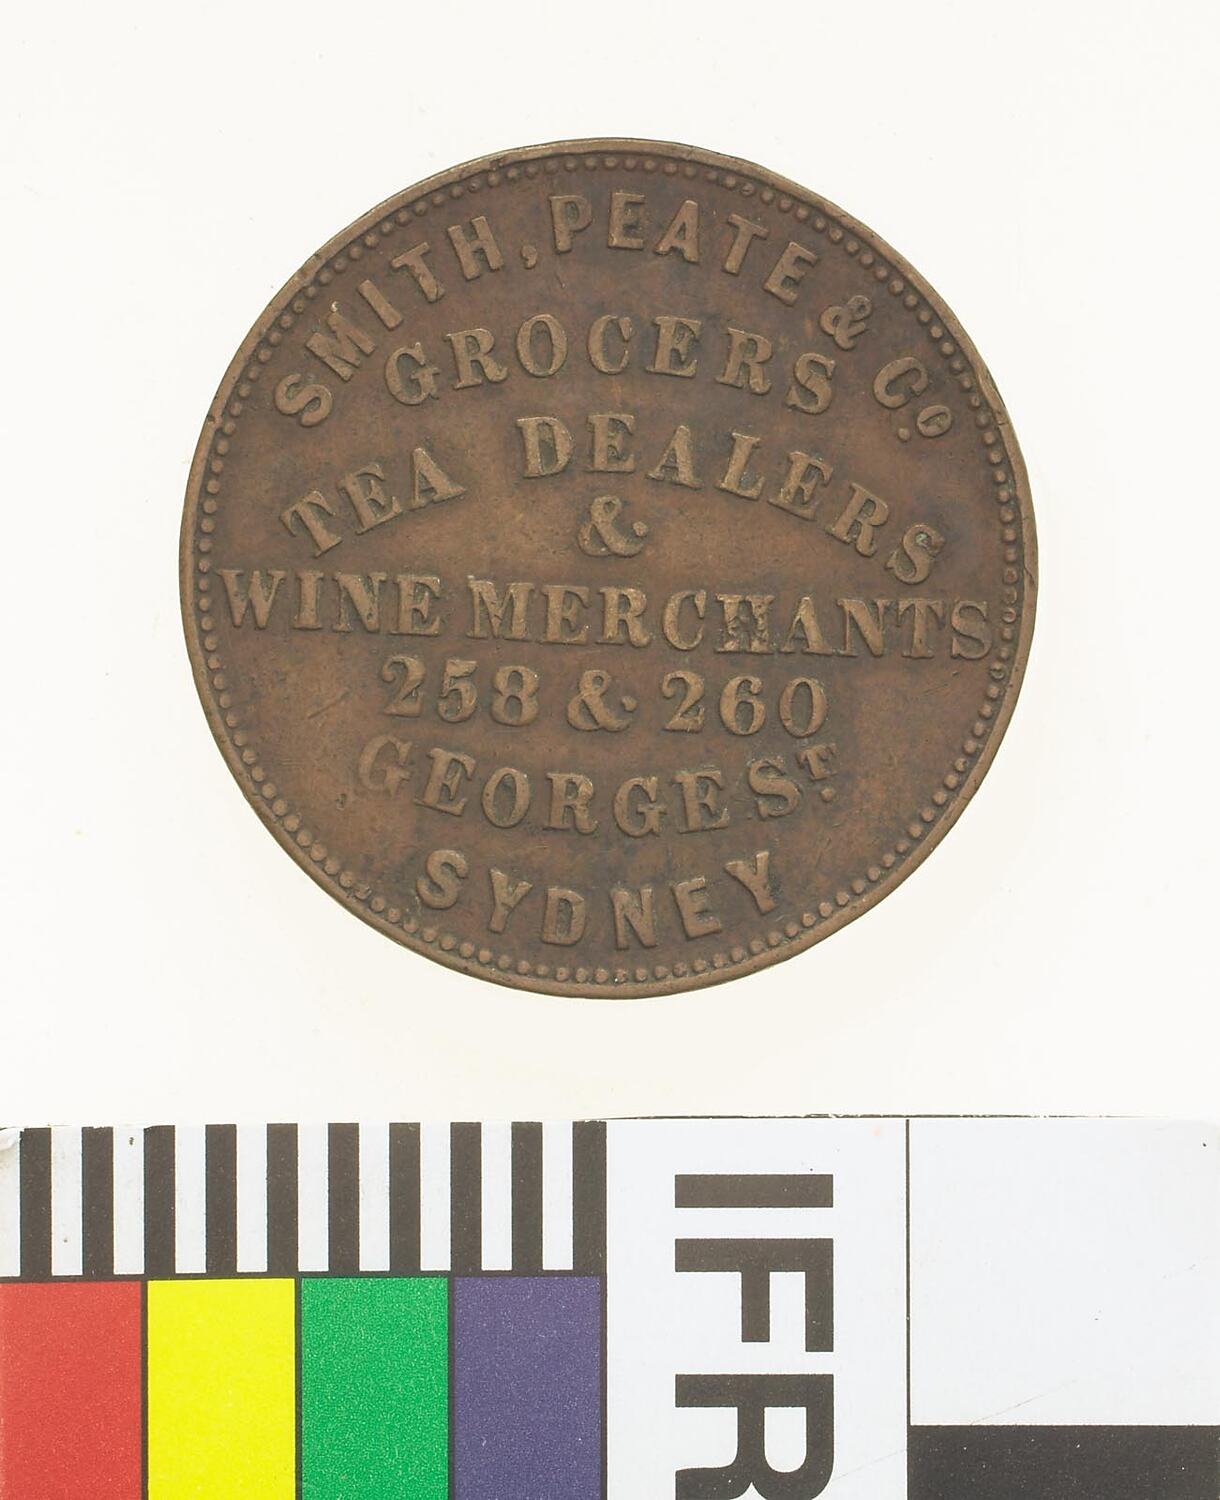 SMITH, PEATE & Co.
GROCERS
TEA DEALERS
&
WINE MERCHANTS
258 & 260
GEORGE ST.
SYDNEY
IFR